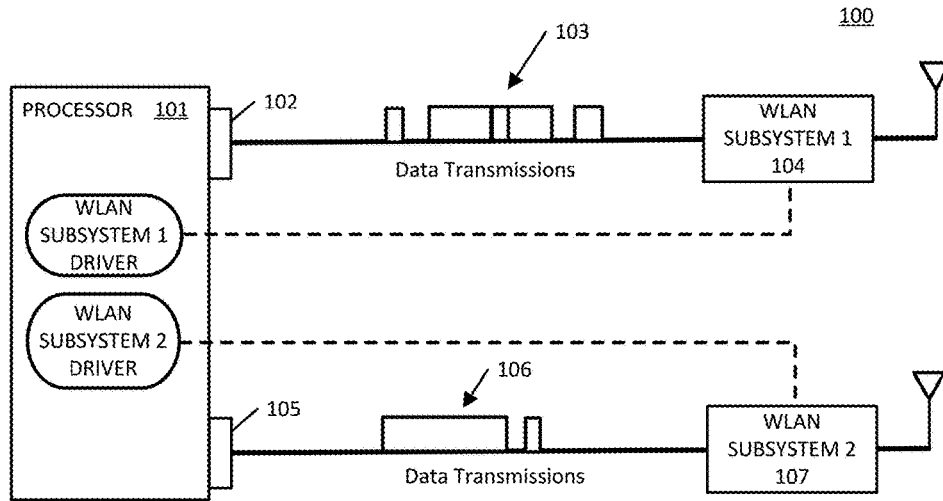 100
103
PROCESSOR 101
102
WLAN
SUBSYSTEM 1
104
Data Transmissions
WLAN
SUBSYSTEM 1
DRIVER
WLAN
SUBSYSTEM 2
DRIVER
106
105
WLAN
SUBSYSTEM 2
107
Data Transmissions